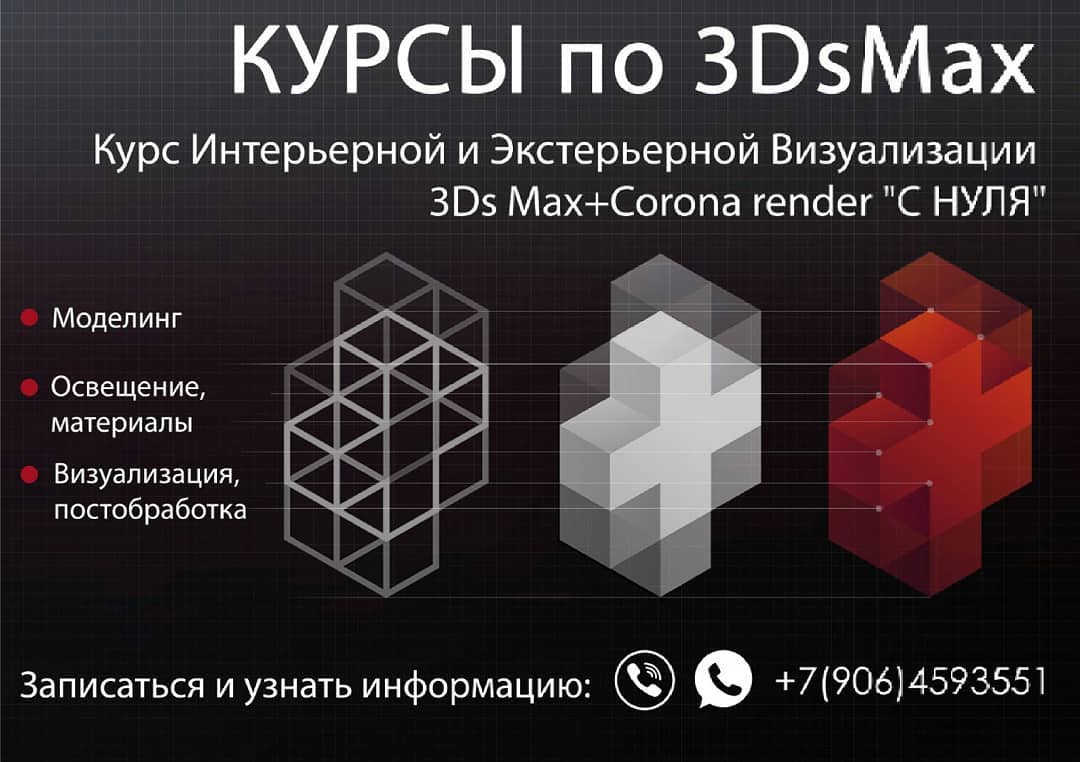 КУРСЫ по 3DsMax
Курс Интерьерной и Экстерьерной Визуализации
3Ds Max+Corona render "С НУЛЯ"
Моделинг
Освещение,
материалы
Визуализация,
постобработка
Записаться и узнать информацию: +7(906)4593551